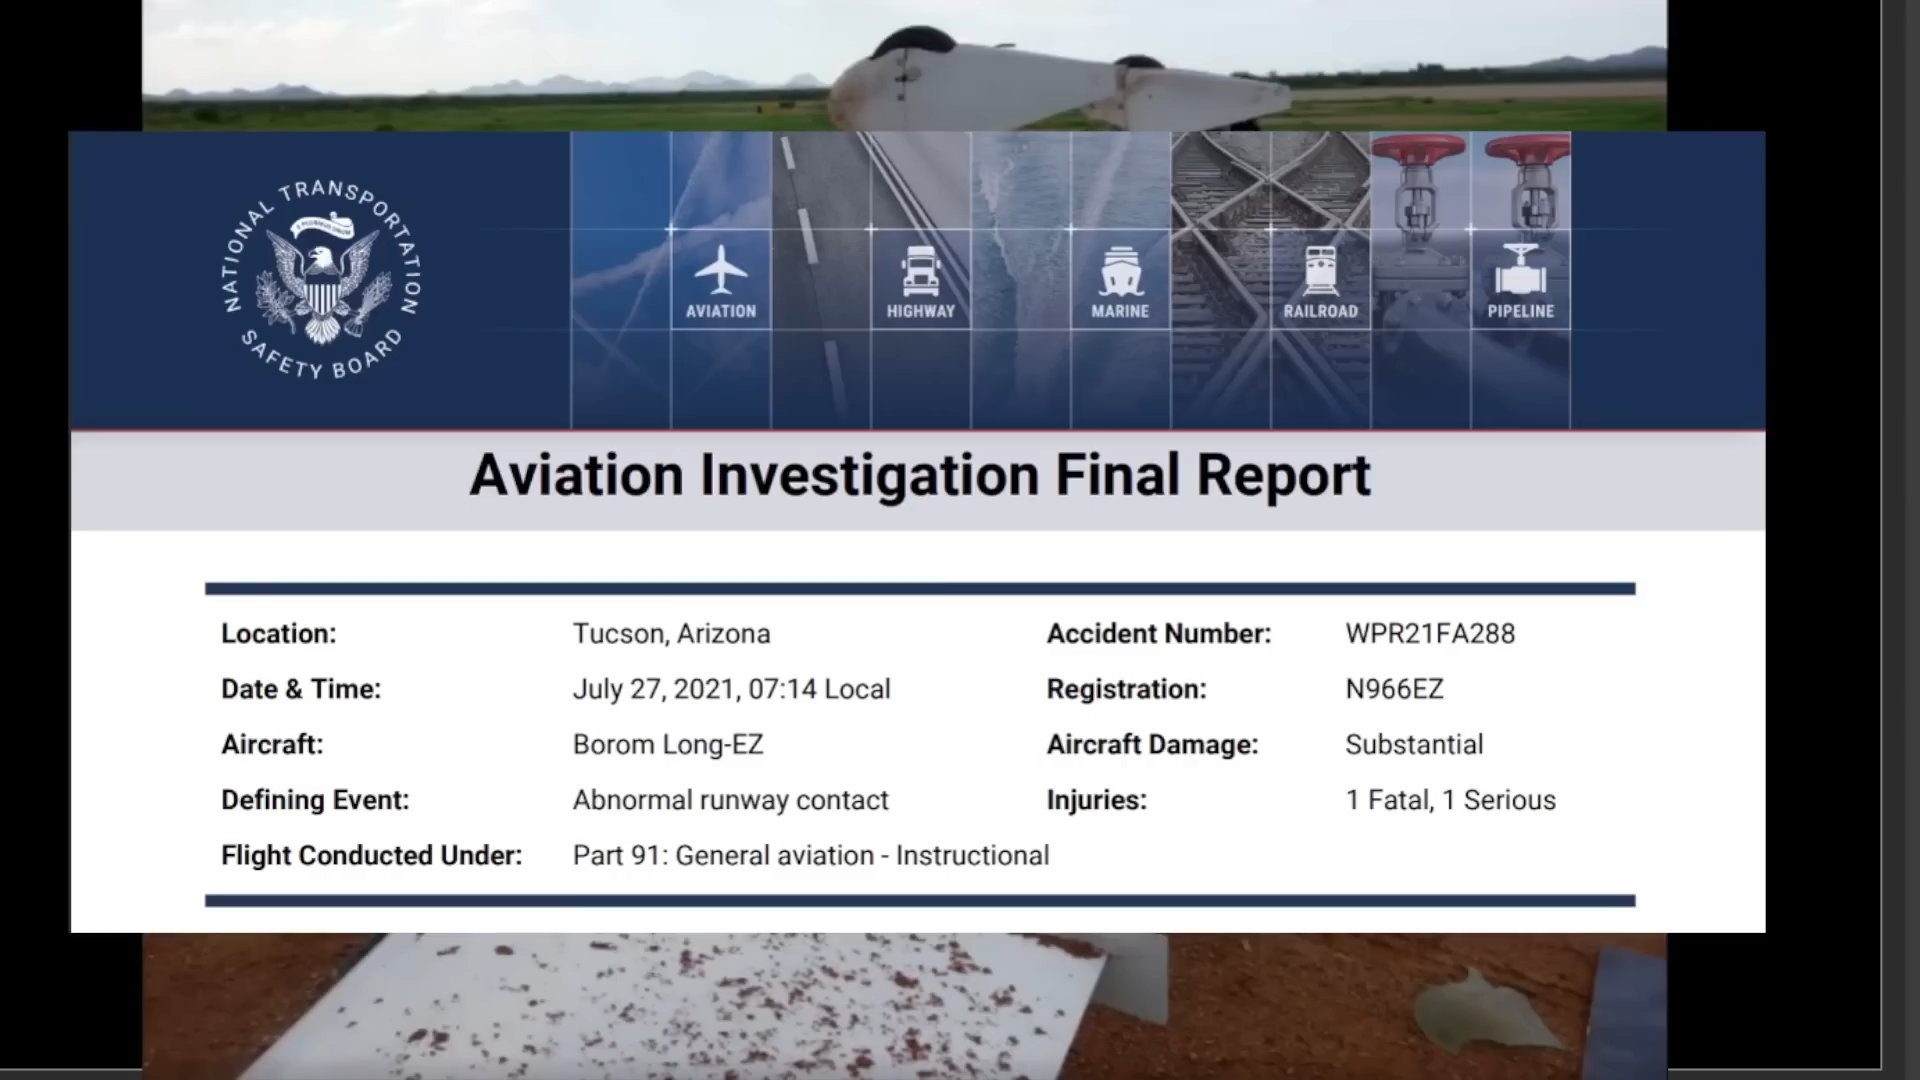 NATIONAL TRANSPORTATION SAFETY BOARD
AVIATION
HIGHWAY
MARINE
RAILROAD
PIPELINE
Aviation Investigation Final Report
Location: Tucson, Arizona Accident Number: WPR21FA288
Date & Time: July 27, 2021, 07:14 Local Registration: N966EZ
Aircraft: Borom Long-EZ Aircraft Damage: Substantial
Defining Event: Abnormal runway contact Injuries: 1 Fatal, 1 Serious
Flight Conducted Under: Part 91: General aviation - Instructional